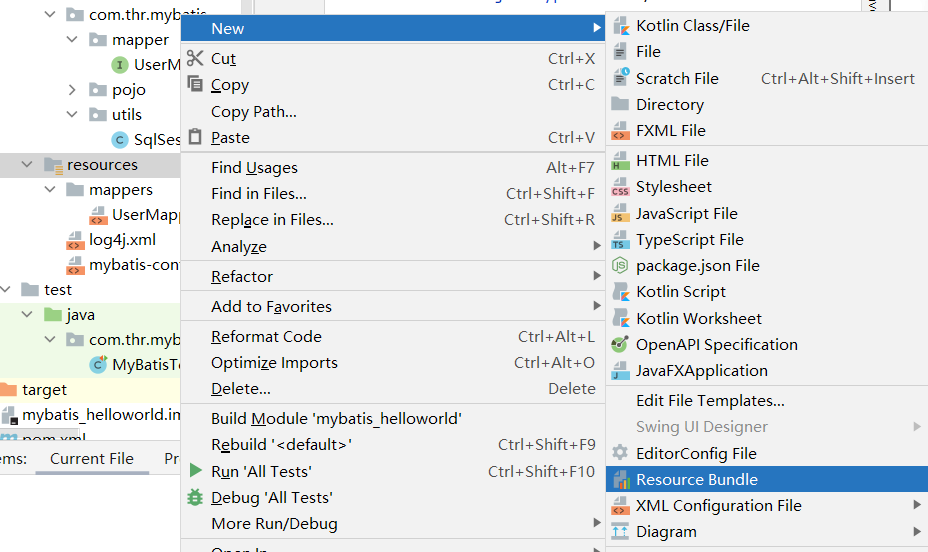 com.thr.mybatis
mapper
UserM
pojo
utils
SqlSes
resources
mappers
UserMapp
log4j.xml
mybatis-con
test
java
com.thr.myb
MyBatisTe
target
mybatis_helloworld.im
pom.xml
ems: Current File Pr
New
Cut Ctrl+X
Copy Ctrl+C
Copy Path...
Paste Ctrl+V
Find Usages Alt+F7
Find in Files... Ctrl+Shift+F
Replace in Files... Ctrl+Shift+R
Analyze
Refactor
Add to Favorites
Reformat Code Ctrl+Alt+L
Optimize Imports Ctrl+Alt+O
Delete... Delete
Build Module 'mybatis_helloworld'
Rebuild '<default>' Ctrl+Shift+F9
Run 'All Tests' Ctrl+Shift+F10
Debug 'All Tests'
More Run/Debug
Open In
Kotlin Class/File
File
Scratch File Ctrl+Alt+Shift+Insert
Directory
FXML File
HTML File
Stylesheet
JavaScript File
TypeScript File
package.json File
Kotlin Script
Kotlin Worksheet
OpenAPI Specification
JavaFXApplication
Edit File Templates...
Swing UI Designer
EditorConfig File
Resource Bundle
XML Configuration File
Diagram